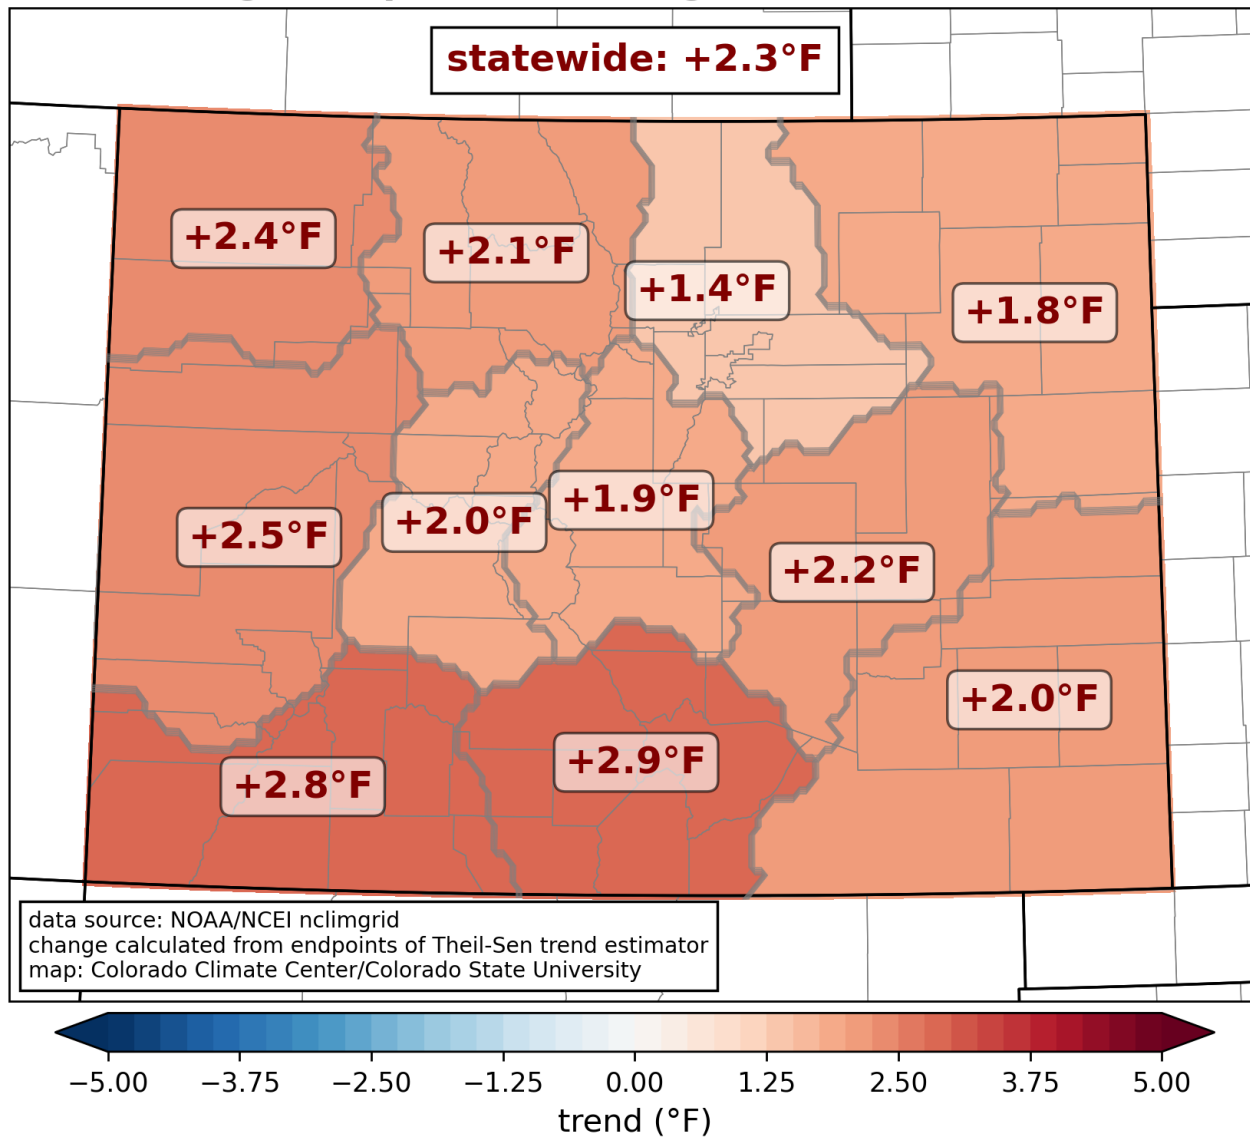 statewide: +2.3°F
+2.4°F
+2.1°F
+1.4°F
+1.8°F
+2.5°F
+2.0°F
+1.9°F
+2.2°F
+2.0°F
+2.8°F
+2.9°F
data source: NOAA/NCEI nclimgrid
change calculated from endpoints of Theil-Sen trend estimator
map: Colorado Climate Center/Colorado State University
−5.00 −3.75 −2.50 −1.25 0.00 1.25 2.50 3.75 5.00
trend (°F)